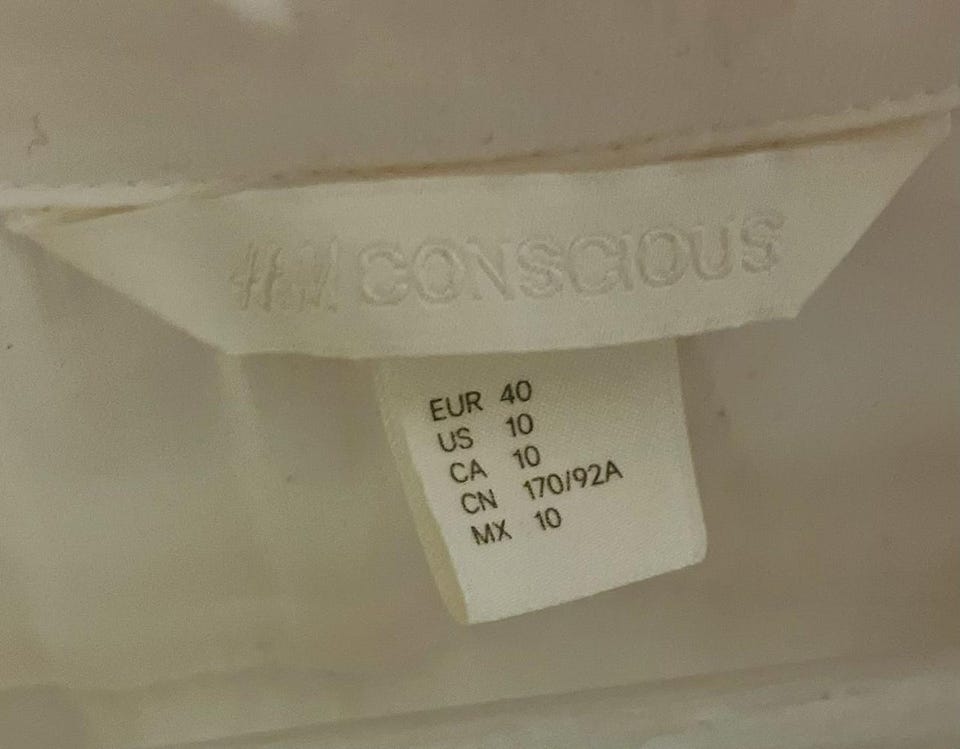 H&M CONSCIOUS
EUR 40
US 10
CA 10
CN 170/92A
MX 10